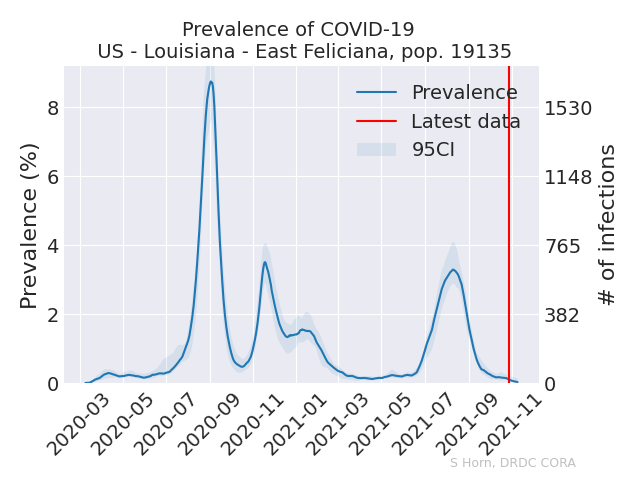 Prevalence of COVID-19
US - Louisiana - East Feliciana, pop. 19135
Prevalence
Latest data
95CI
Prevalence (%)
8
6
4
2
0
# of infections
1530
1148
765
382
0
2020-03
2020-05
2020-07
2020-09
2020-11
2021-01
2021-03
2021-05
2021-07
2021-09
2021-11
S Horn, DRDC CORA